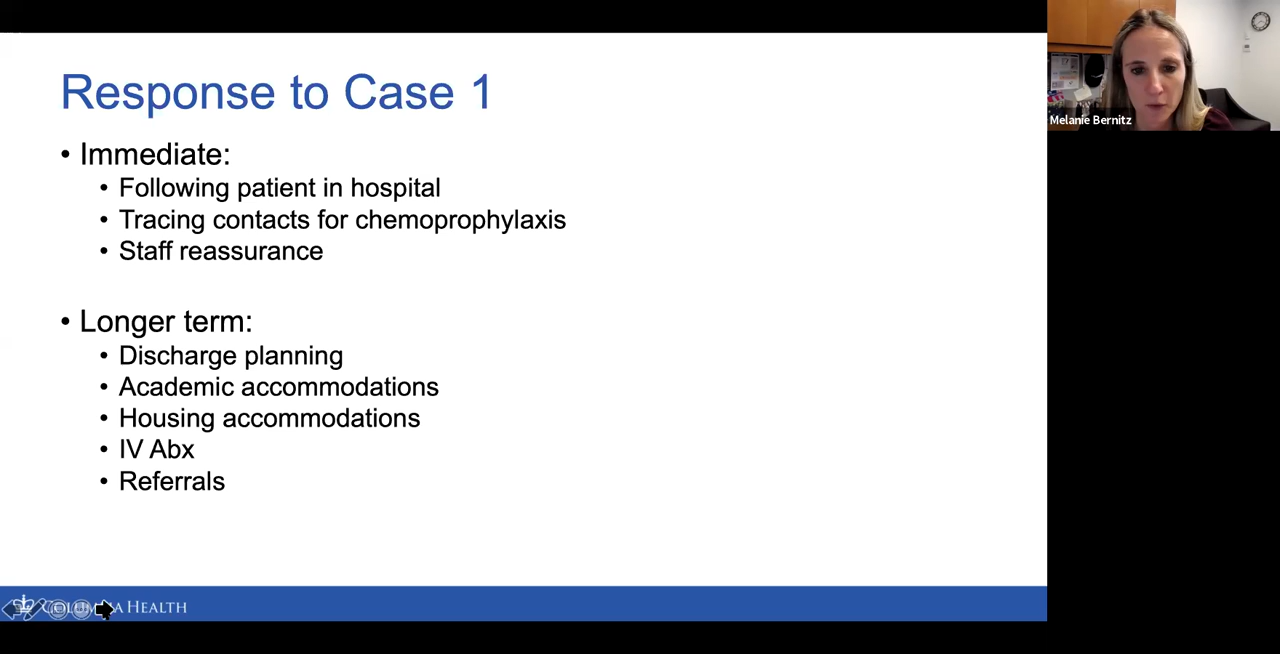 Response to Case 1
• Immediate:
• Following patient in hospital
• Tracing contacts for chemoprophylaxis
• Staff reassurance
• Longer term:
• Discharge planning
• Academic accommodations
• Housing accommodations
• IV Abx
• Referrals
Melanie Bernitz
HEALTH